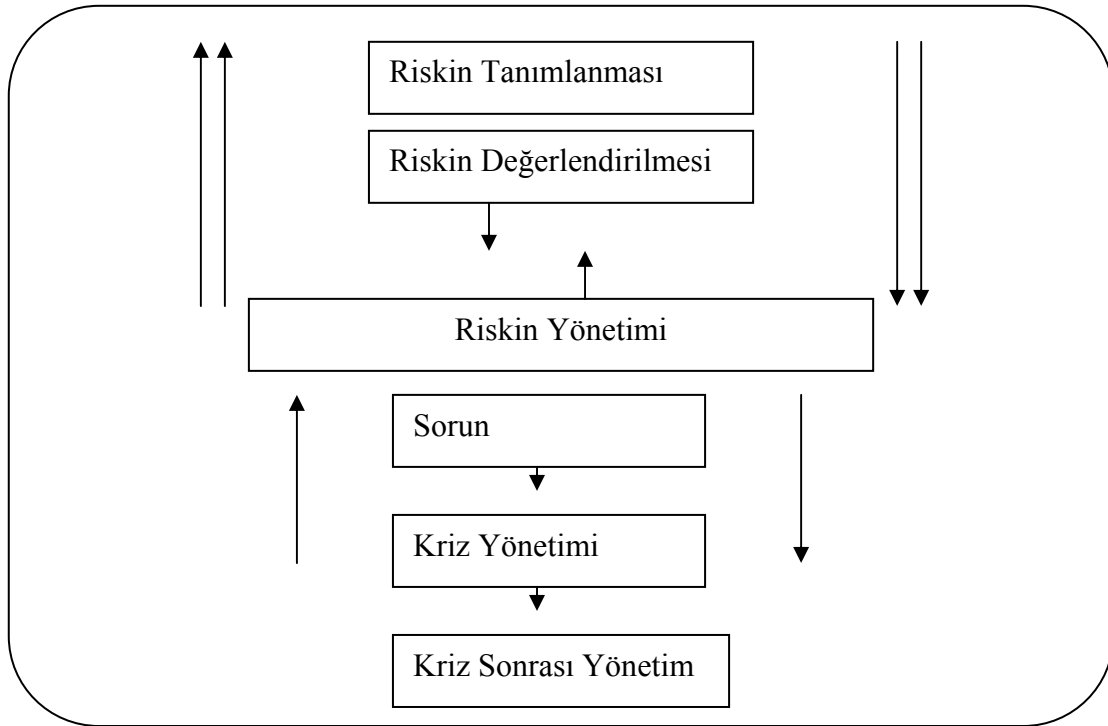 Riskin Tanımlanması
Riskin Değerlendirilmesi
Riskin Yönetimi
Sorun
Kriz Yönetimi
Kriz Sonrası Yönetim